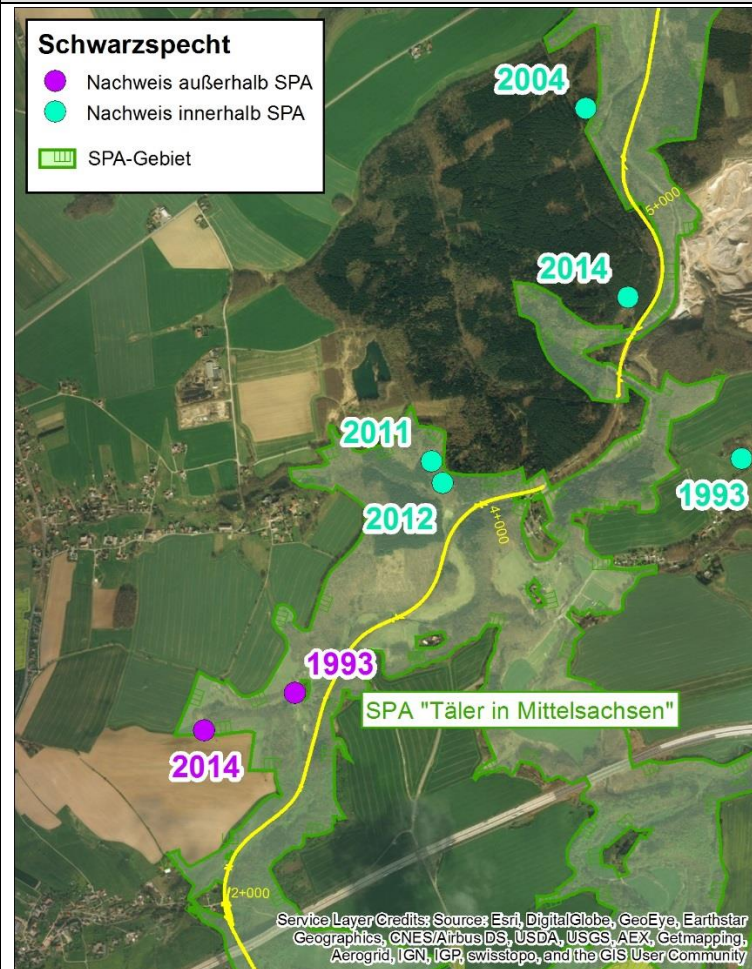 Schwarzspecht
Nachweis außerhalb SPA
Nachweis innerhalb SPA
SPA-Gebiet
2004
5+000
2014
2011
2012
4+000
1993
1993
2014
SPA "Täler in Mittelsachsen"
2+000
Service Layer Credits: Source: Esri, DigitalGlobe, GeoEye, Earthstar
Geographics, CNES/Airbus DS, USDA, USGS, AEX, Getmapping,
Aerogrid, IGN, IGP, swisstopo, and the GIS User Community